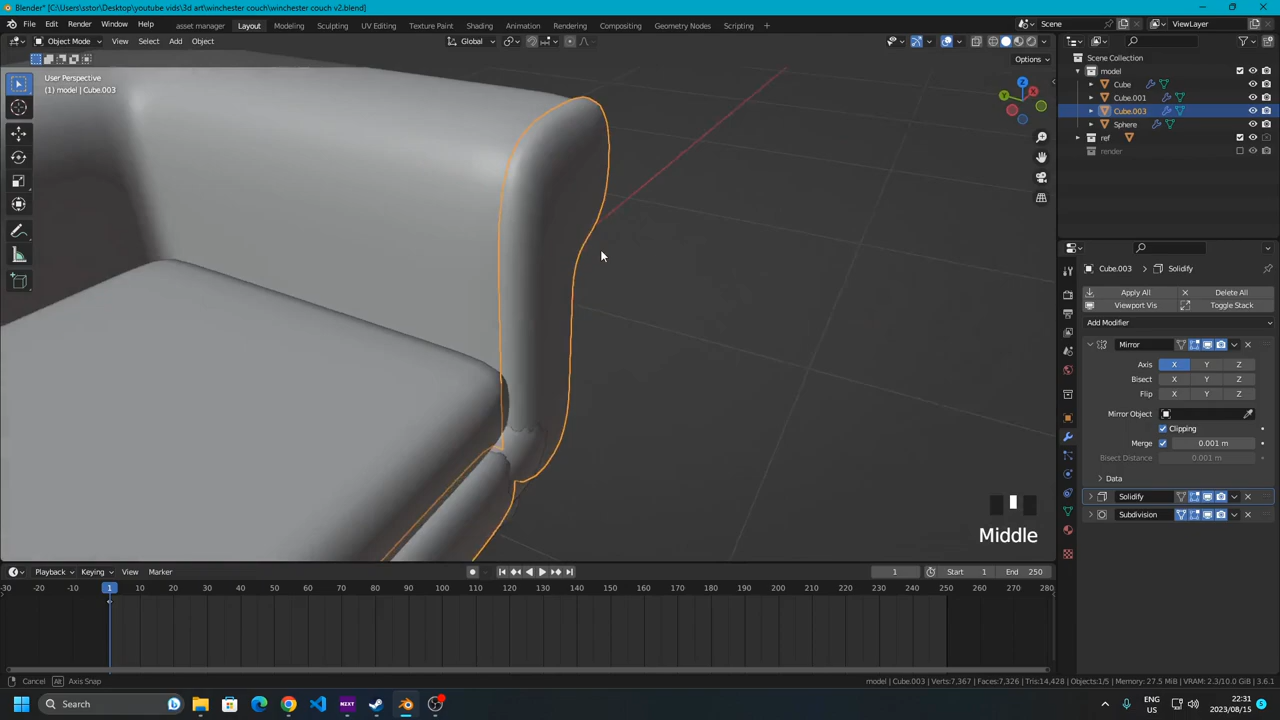 Blender* [C:\Users\sstor\Desktop\youtube vids\3d art\winchester couch\winchester couch v2.blend]
File Edit Render Window Help asset manager Layout Modeling Sculpting UV Editing Texture Paint Shading Animation Rendering Compositing Geometry Nodes Scripting + Scene ViewLayer
Object Mode View Select Add Object Global
Options
User Perspective
(1) model | Cube.003
Scene Collection
model
Cube
Cube.001
Cube.003
Sphere
ref
render
X
Y
Z
Cube.003 Solidify
Apply All Delete All
Viewport Vis Toggle Stack
Add Modifier
Mirror
Axis X Y Z
Bisect X Y Z
Flip X Y Z
Mirror Object
Clipping
Merge 0.001 m
Bisect Distance 0.001 m
Data
Solidify
Subdivision
Middle
Playback Keying View Marker 1 Start 1 End 250
-30 -20 -10 1 10 20 30 40 50 60 70 80 90 100 110 120 130 140 150 160 170 180 190 200 210 220 230 240 250 260 270 280
Cancel Alt Axis Snap model | Cube.003 | Verts:7,367 | Faces:7,326 | Tris:14,428 | Objects:1/5 | Memory: 27.5 MiB | VRAM: 2.3/10.0 GiB | 3.6.1
Search NEXT ENG
US 22:31
2023/08/15 5